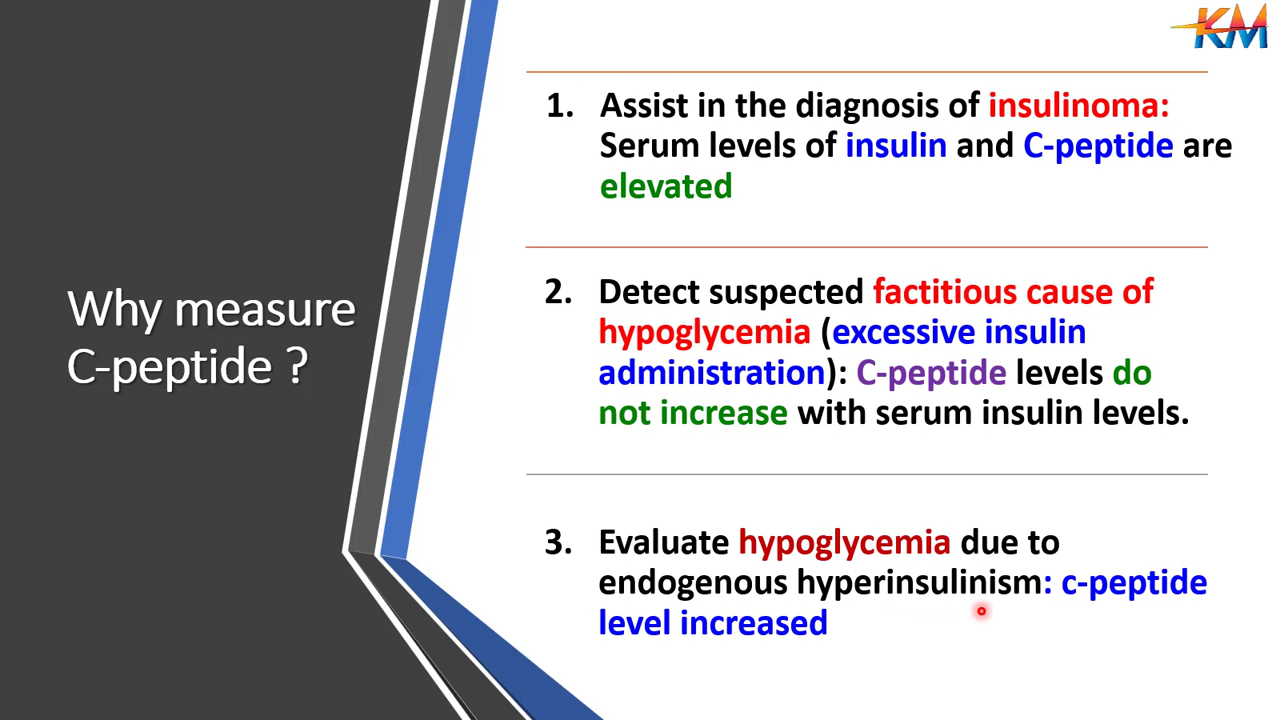 KM
Why measure
C-peptide ?
1. Assist in the diagnosis of insulinoma:
Serum levels of insulin and C-peptide are
elevated
2. Detect suspected factitious cause of
hypoglycemia (excessive insulin
administration): C-peptide levels do
not increase with serum insulin levels.
3. Evaluate hypoglycemia due to
endogenous hyperinsulinism: c-peptide
level increased